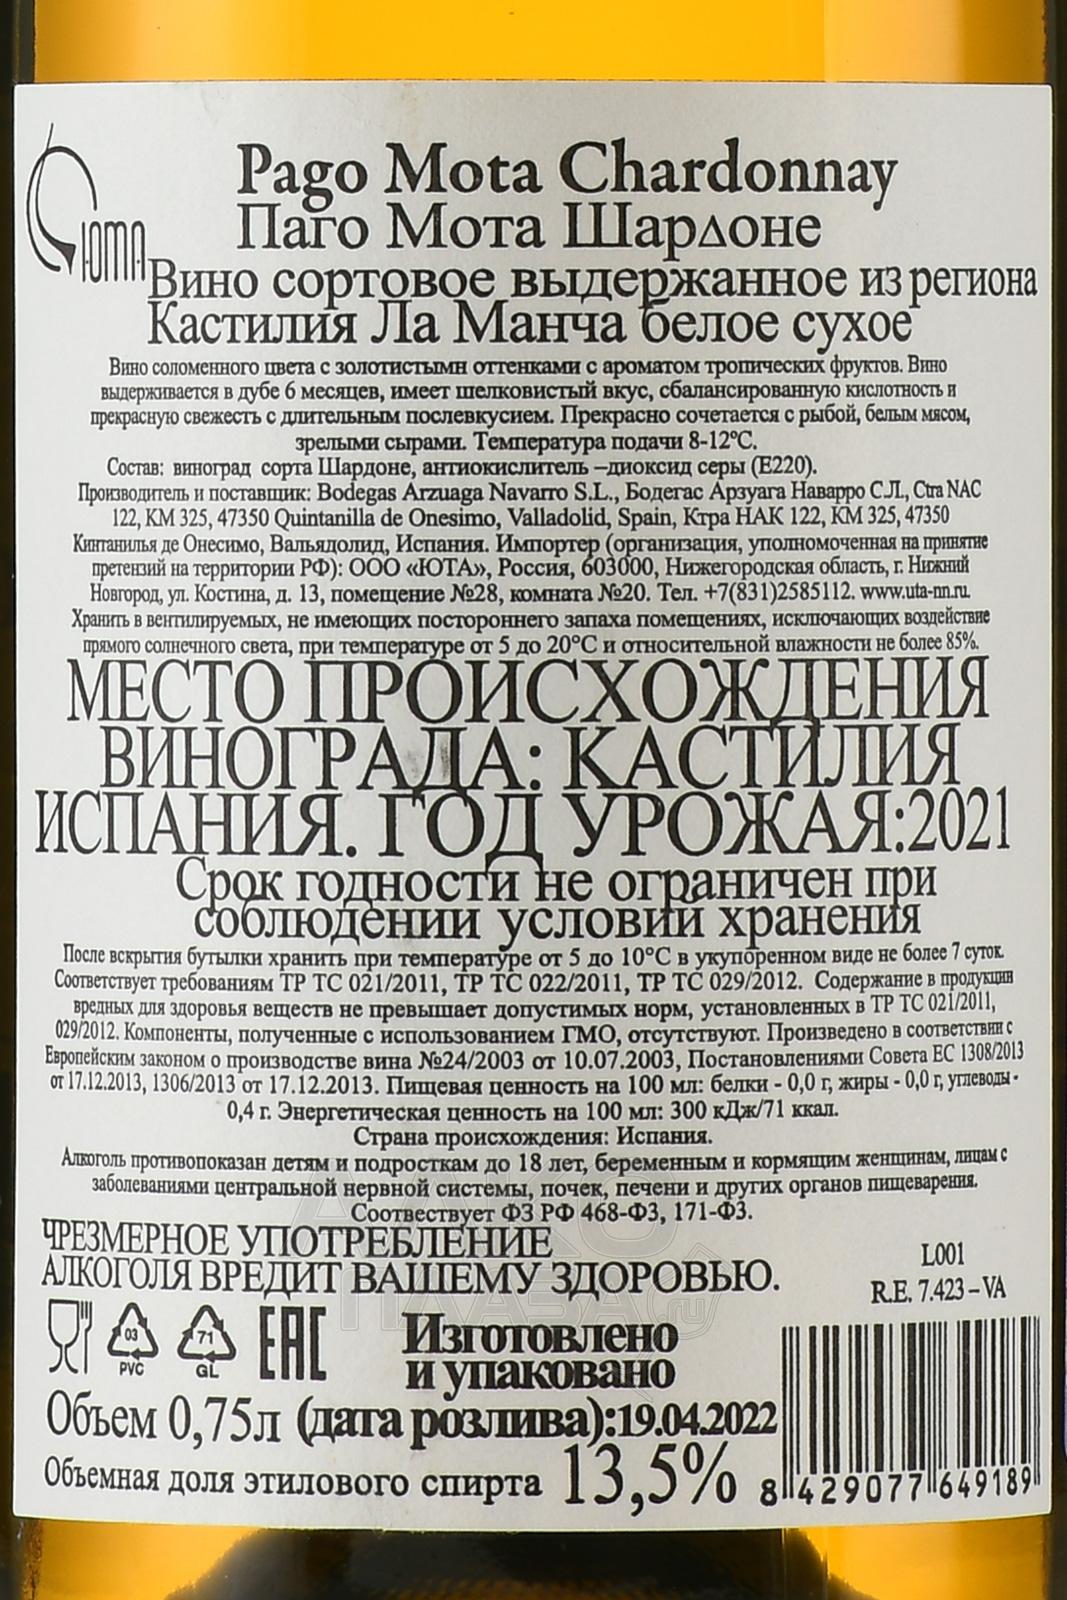 Pago Mota Chardonnay
Паго Мота Шардоне
ЮТА
Вино сортовое выдержанное из региона
Кастилия Ла Манча белое сухое
Вино соломенного цвета с золотистымн оттенками с ароматом тропических фруктов. Вино
выдерживается в дубе 6 месяцев, имеет шелковистый вкус, сбалансированную кислотность и
прекрасную свежесть с длительным послевкусием. Прекрасно сочетается с рыбой, белым мясом,
зрелыми сырами. Температура подачи 8-12°С.
Состав: виноград сорта Шардоне, антиокислитель –диоксид серы (Е220).
Производитель и поставщик: Bodegas Arzuaga Navarro S.L., Бодегас Арзуага Наварро С.Л., Ctra NAC
122, KM 325, 47350 Quintanilla de Onesimo, Valladolid, Spain, Ктра НАК 122, КМ 325, 47350
Кинтанилья де Онесимо, Вальядолид, Испания. Импортер (организация, уполномоченная на принятие
претензий на территории РФ): ООО «ЮТА», Россия, 603000, Нижегородская область, г. Нижний
Новгород, ул. Костина, д. 13, помещение №28, комната №20. Тел. +7(831)2585112. www.uta-nn.ru.
Хранить в вентилируемых, не имеющих постороннего запаха помещениях, исключающих воздействие
прямого солнечного света, при температуре от 5 до 20°С и относительной влажности не более 85%.
МЕСТО ПРОИСХОЖДЕНИЯ
ВИНОГРАДА: КАСТИЛИЯ
ИСПАНИЯ. ГОД УРОЖАЯ:2021
Срок годности не ограничен при
соблюдении условий хранения
После вскрытия бутылки хранить при температуре от 5 до 10°С в укупоренном виде не более 7 суток.
Соответствует требованиям ТР ТС 021/2011, ТР ТС 022/2011, ТР ТС 029/2012. Содержание в продукции
вредных для здоровья веществ не превышает допустимых норм, установленных в ТР ТС 021/2011,
029/2012. Компоненты, полученные с использованием ГМО, отсутствуют. Произведено в соответствии с
Европейским законом о производстве вина №24/2003 от 10.07.2003, Постановлениями Совета ЕС 1308/2013
от 17.12.2013, 1306/2013 от 17.12.2013. Пищевая ценность на 100 мл: белки - 0,0 г, жиры - 0,0 г, углеводы -
0,4 г. Энергетическая ценность на 100 мл: 300 кДж/71 ккал.
Страна происхождения: Испания.
Алкоголь противопоказан детям и подросткам до 18 лет, беременным и кормящим женщинам, лицам с
заболеваниями центральной нервной системы, почек, печени и других органов пищеварения.
Соотвествует ФЗ РФ 468-ФЗ, 171-ФЗ.
ЧРЕЗМЕРНОЕ УПОТРЕБЛЕНИЕ
АЛКОГОЛЯ ВРЕДИТ ВАШЕМУ ЗДОРОВЬЮ.
L001
R.E. 7.423 – VA
АЛКО
ПЛАЗА.ru
03
PVC
71
GL
EAC
Изготовлено
и упаковано
Объем 0,75л (дата розлива):19.04.2022
Объемная доля этилового спирта 13,5%
8 429077 649189